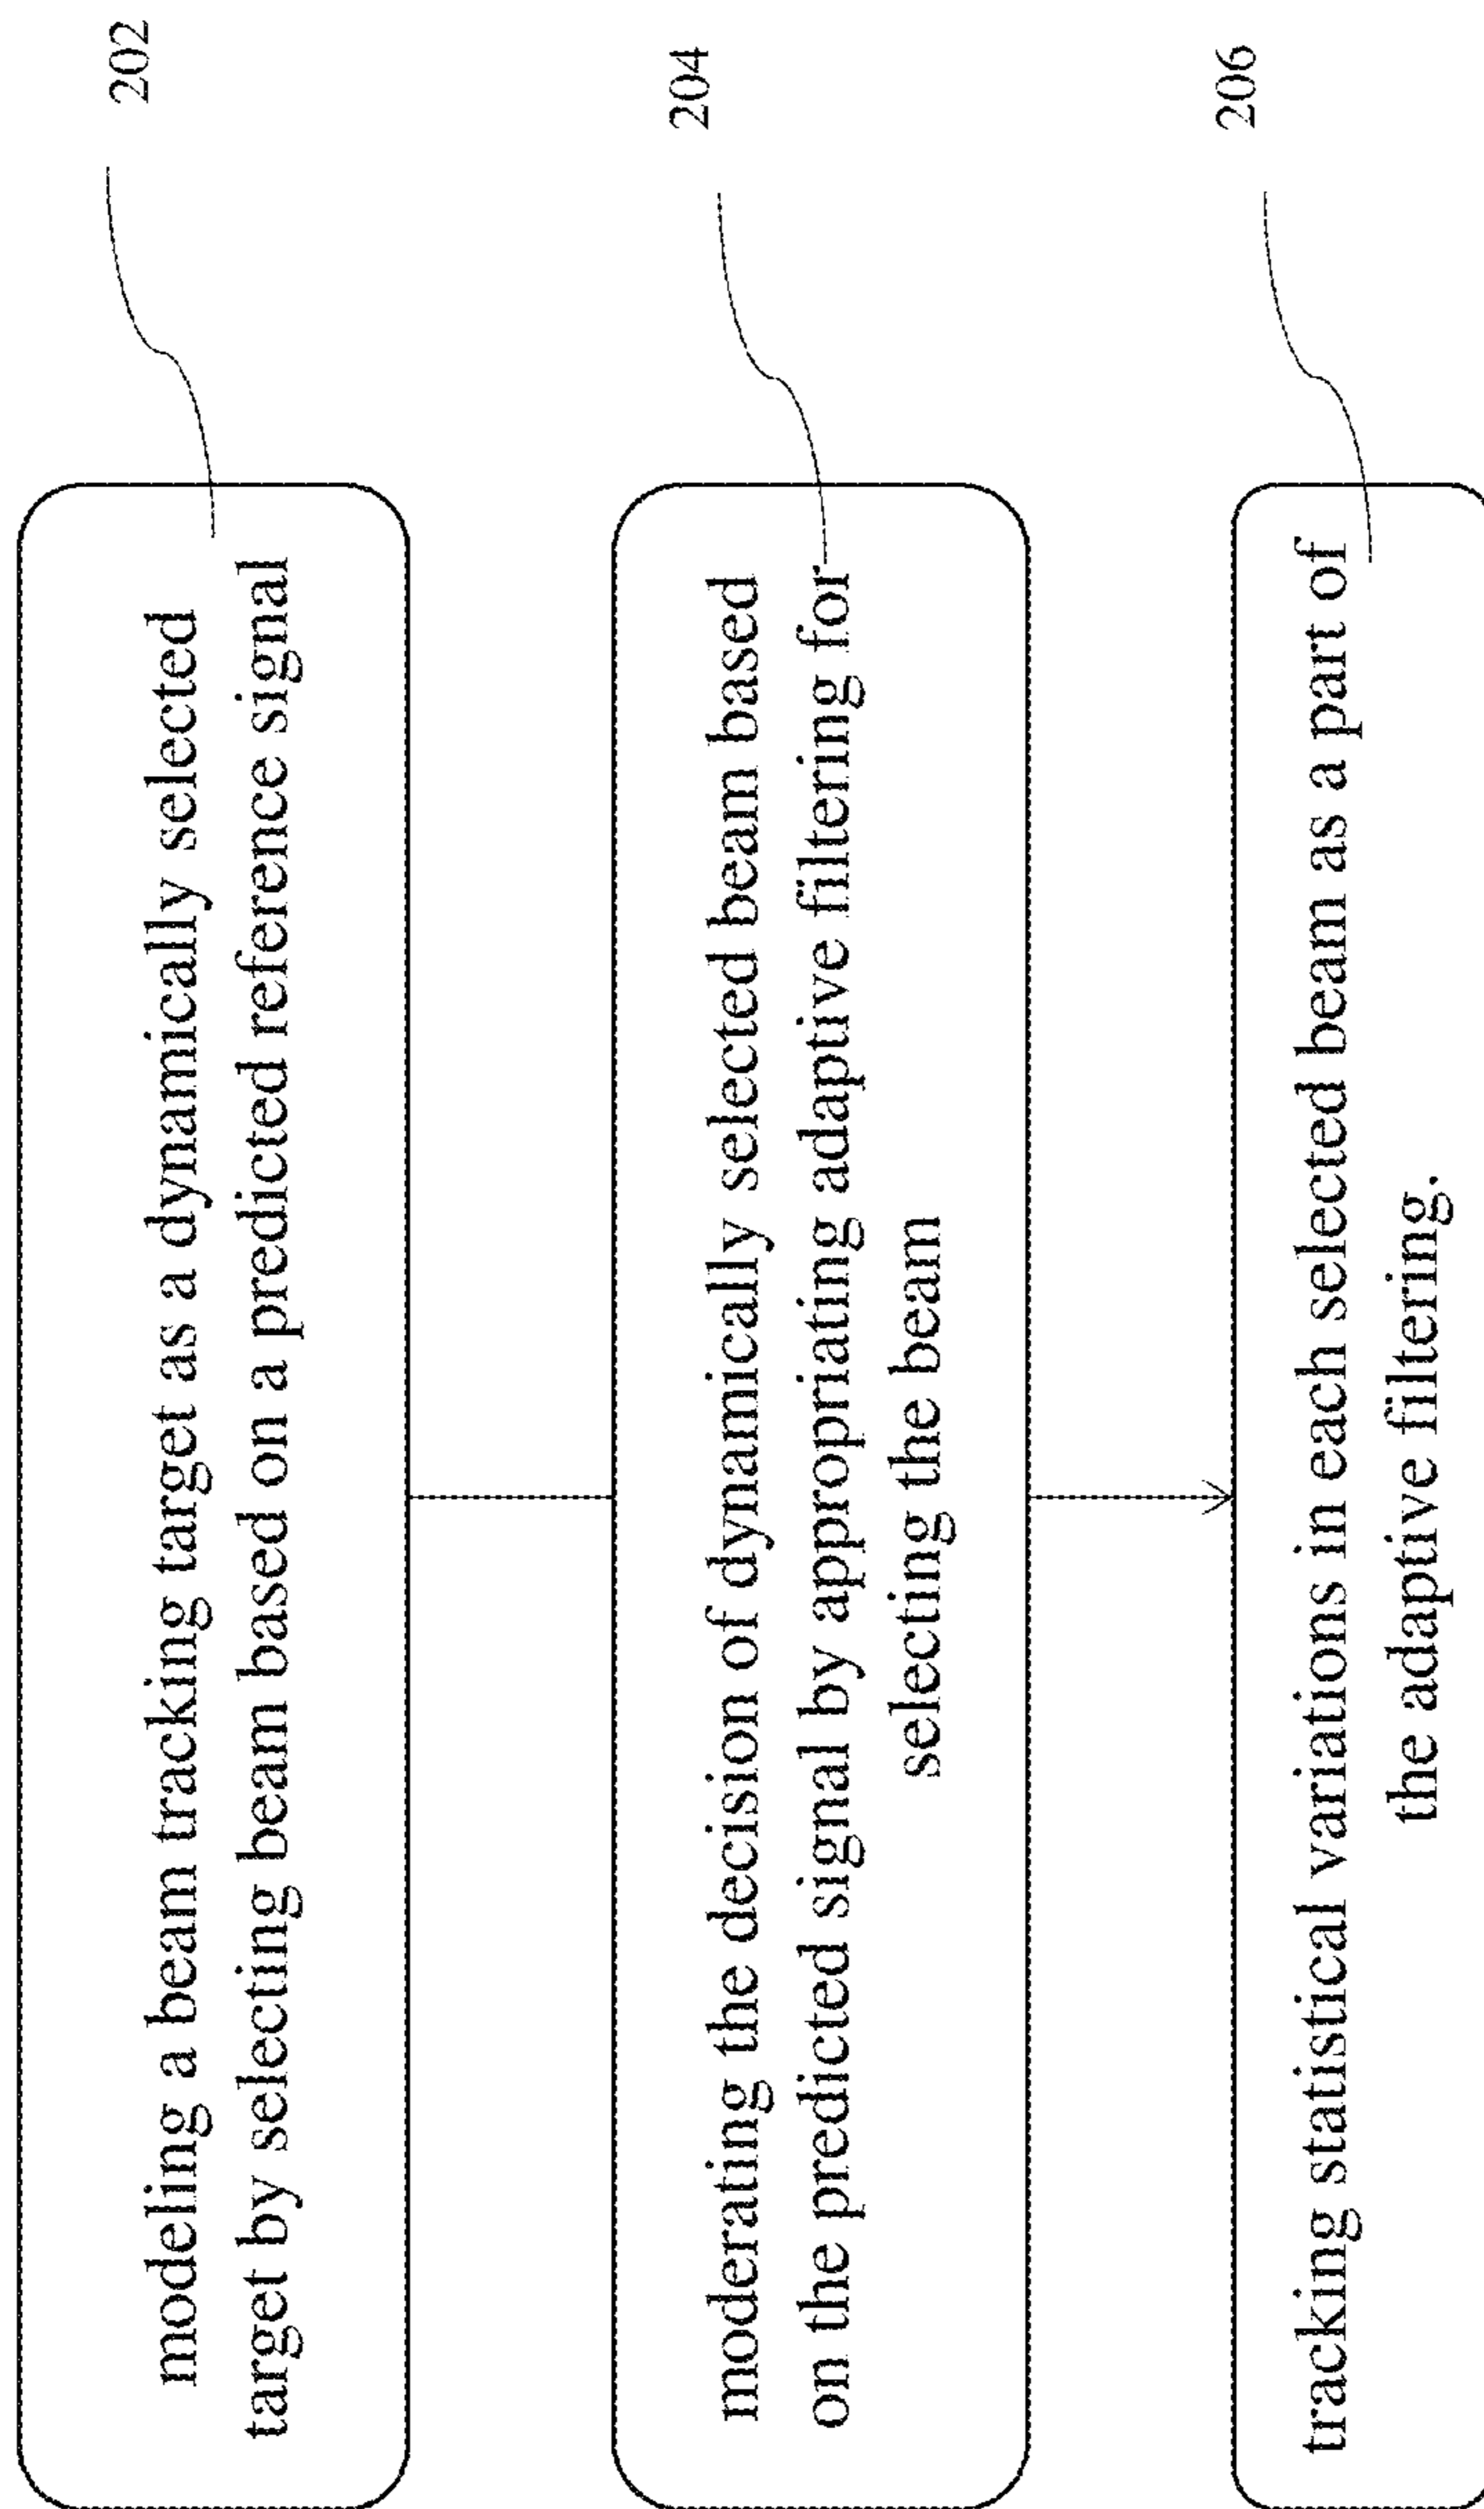 modeling a beam tracking target as a dynamically selected
target by selecting beam based on a predicted reference signal
202
moderating the decision of dynamically selected beam based
on the predicted signal by appropriating adaptive filtering for
selecting the beam
204
tracking statistical variations in each selected beam as a part of
the adaptive filtering.
206